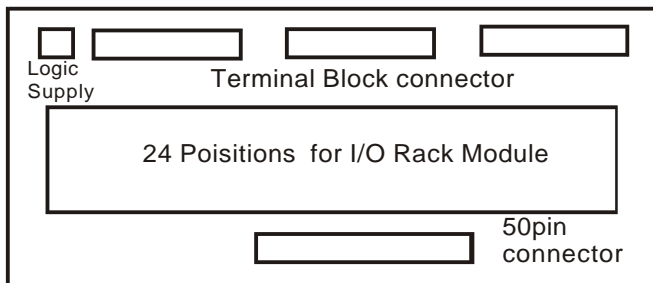 Logic
Supply
Terminal Block connector
24 Poisitions for I/O Rack Module
50pin
connector